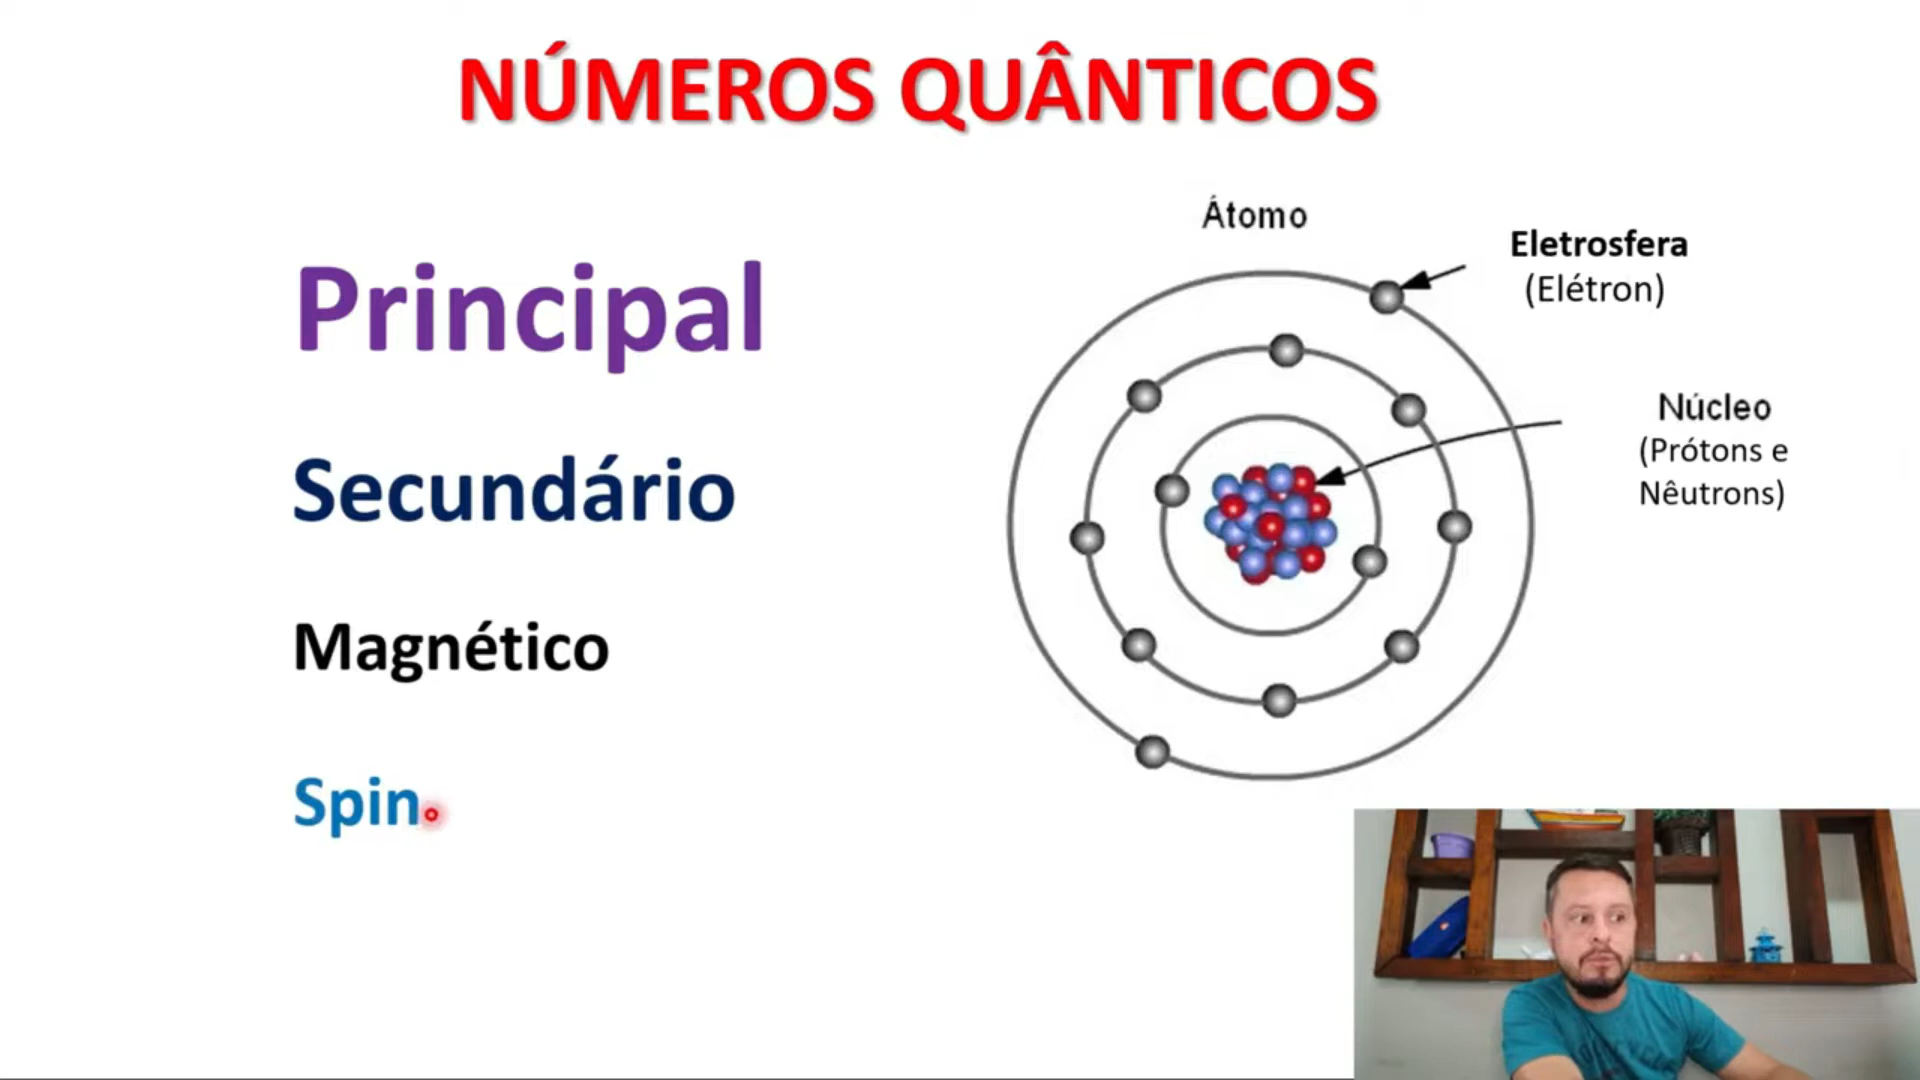 NÚMEROS QUÂNTICOS
Principal
Secundário
Magnético
Spin
Átomo
Eletrosfera
(Elétron)
Núcleo
(Prótons e
Nêutrons)